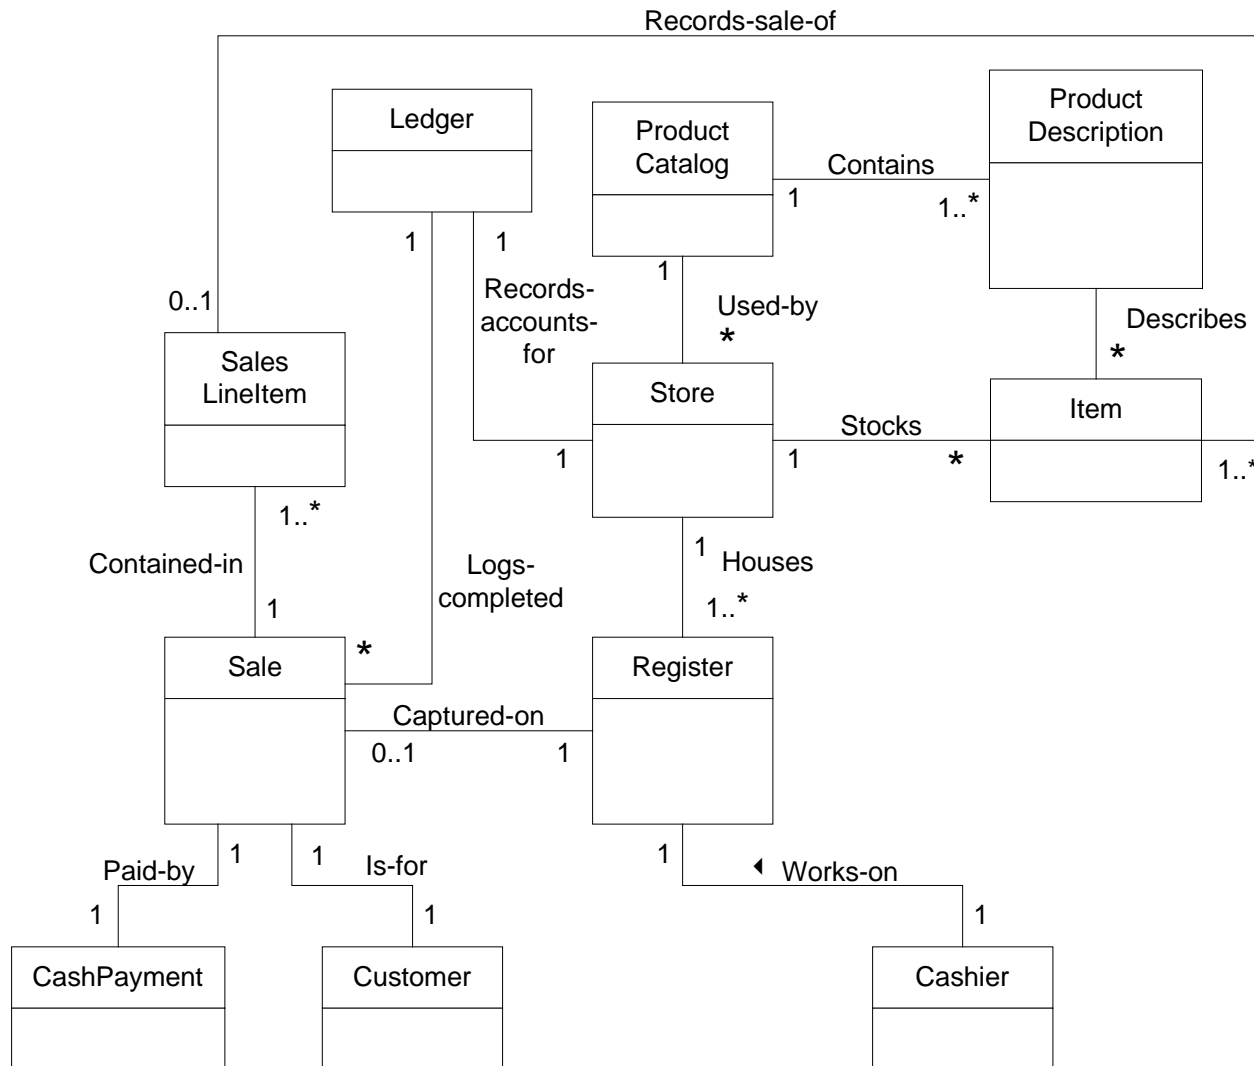 Records-sale-of
Ledger
Product
Catalog
Product
Description
Contains
1
1..*
1
1
1
Records-
accounts-
for
Used-by
*
Describes
*
0..1
Sales
LineItem
Store
Item
Stocks
1
1
*
1..*
1..*
Contained-in
1
Logs-
completed
*
1
Houses
1..*
Sale
Register
Captured-on
0..1
1
Paid-by
1
1
Is-for
1
Works-on
1
1
1
CashPayment
Customer
Cashier